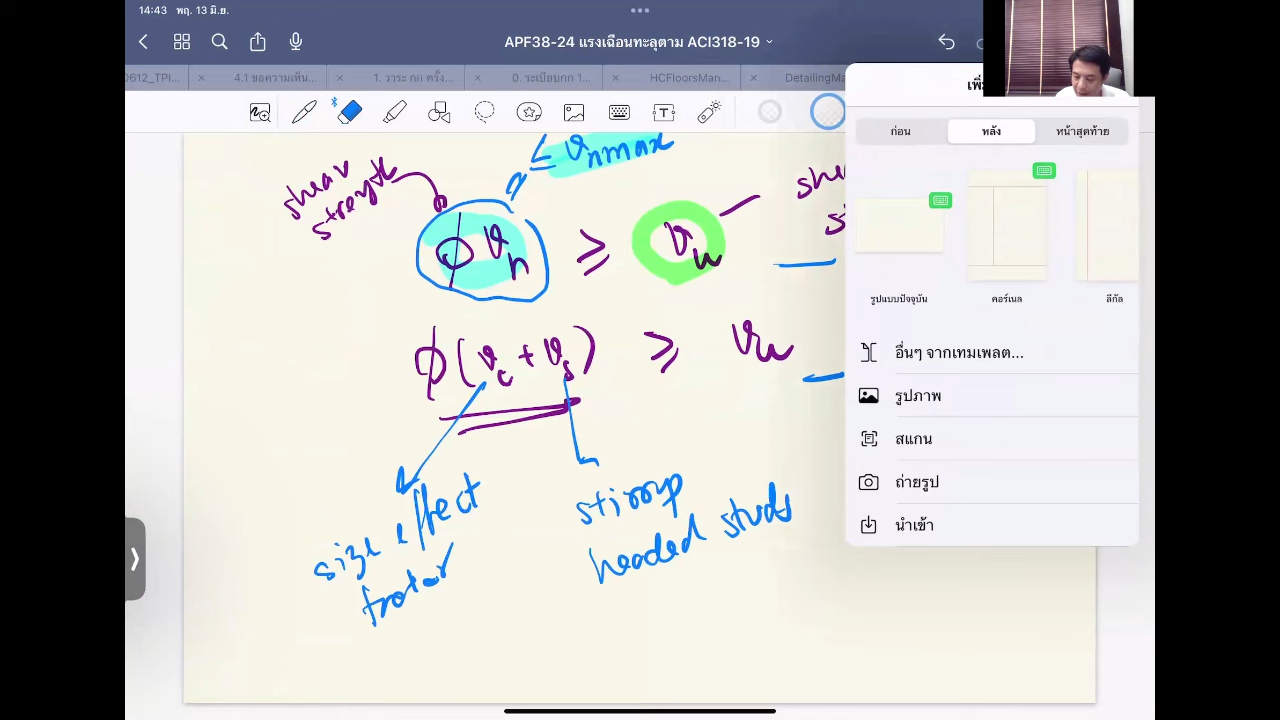 14:43 พฤ. 13 มิ.ย.
APF38-24 แรงเฉือนทะลุตาม ACI318-19
0612_TPI...
4.1 ขอความเห็น...
1. วาระ กก ครั้ง...
0. ระเบียบกก 1...
HCFloorsMan...
DetailingMa
ก่อน
หลัง
หน้าสุดท้าย
รูปแบบปัจจุบัน
คอร์เนล
ลีกัล
อื่นๆ จากเทมเพลต...
รูปภาพ
สแกน
ถ่ายรูป
นำเข้า
≤ vnmax
shear
strength
ϕ vn ≥ vu
ϕ (vc + vs) ≥ vu
size effect
stirrup
headed studs